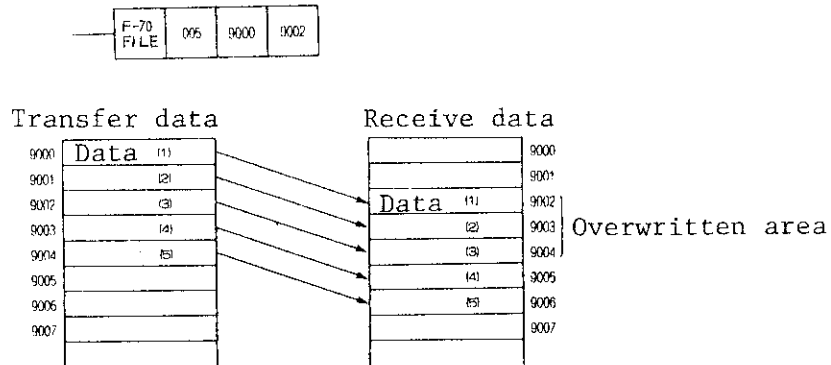 F-70 FILE 005 9000 9002
Transfer data Receive data
9000 Data (1) 9000
9001 (2) 9001
9002 (3) Data (1) 9002
9003 (4) (2) 9003 Overwritten area
9004 (5) (3) 9004
9005 (4) 9005
9006 (5) 9006
9007 9007